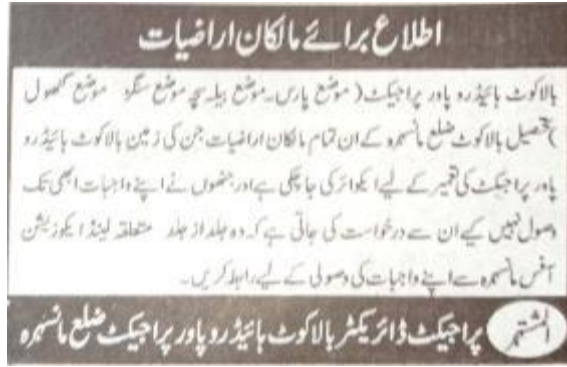 اطلاع برائے مالکان اراضیات
بالاکوٹ ہائیڈرو پاور پراجیکٹ( موضع پارس۔موضع بیلہ سچہ موضع سنگڑ موضع گھنول
)تحصیل بالاکوٹ ضلع مانسہرہ کے ان تمام مالکان اراضیات جن کی زمین بالاکوٹ ہائیڈرو
پاور پراجیکٹ کی تعمیر کے لیے ایکوائر کی جا چکی ہے اور جنھوں نے اپنے واجبات ابھی تک
وصول نہیں کیے ان سے درخواست کی جاتی ہے کہ وہ جلد از جلد متعلقہ لینڈ ایکوزیشن
آفس مانسہرہ سے اپنے واجبات کی وصولی کے لیے رابطہ کریں۔
المشتہر پراجیکٹ ڈائریکٹر بالاکوٹ ہائیڈرو پاور پراجیکٹ ضلع مانسہرہ